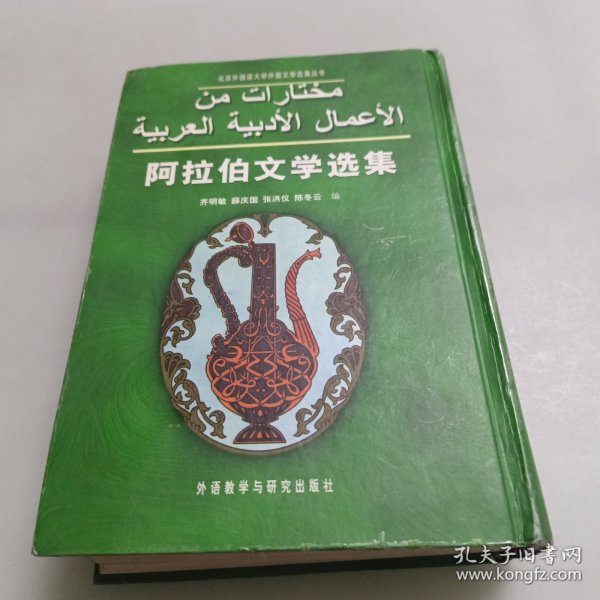 北京外国语大学外国文学选集丛书
مختارات من
الأعمال الأدبية العربية
阿拉伯文学选集
齐明敏 薛庆国 张洪仪 陈冬云 编
外语教学与研究出版社
孔夫子旧书网
www.kongfz.com